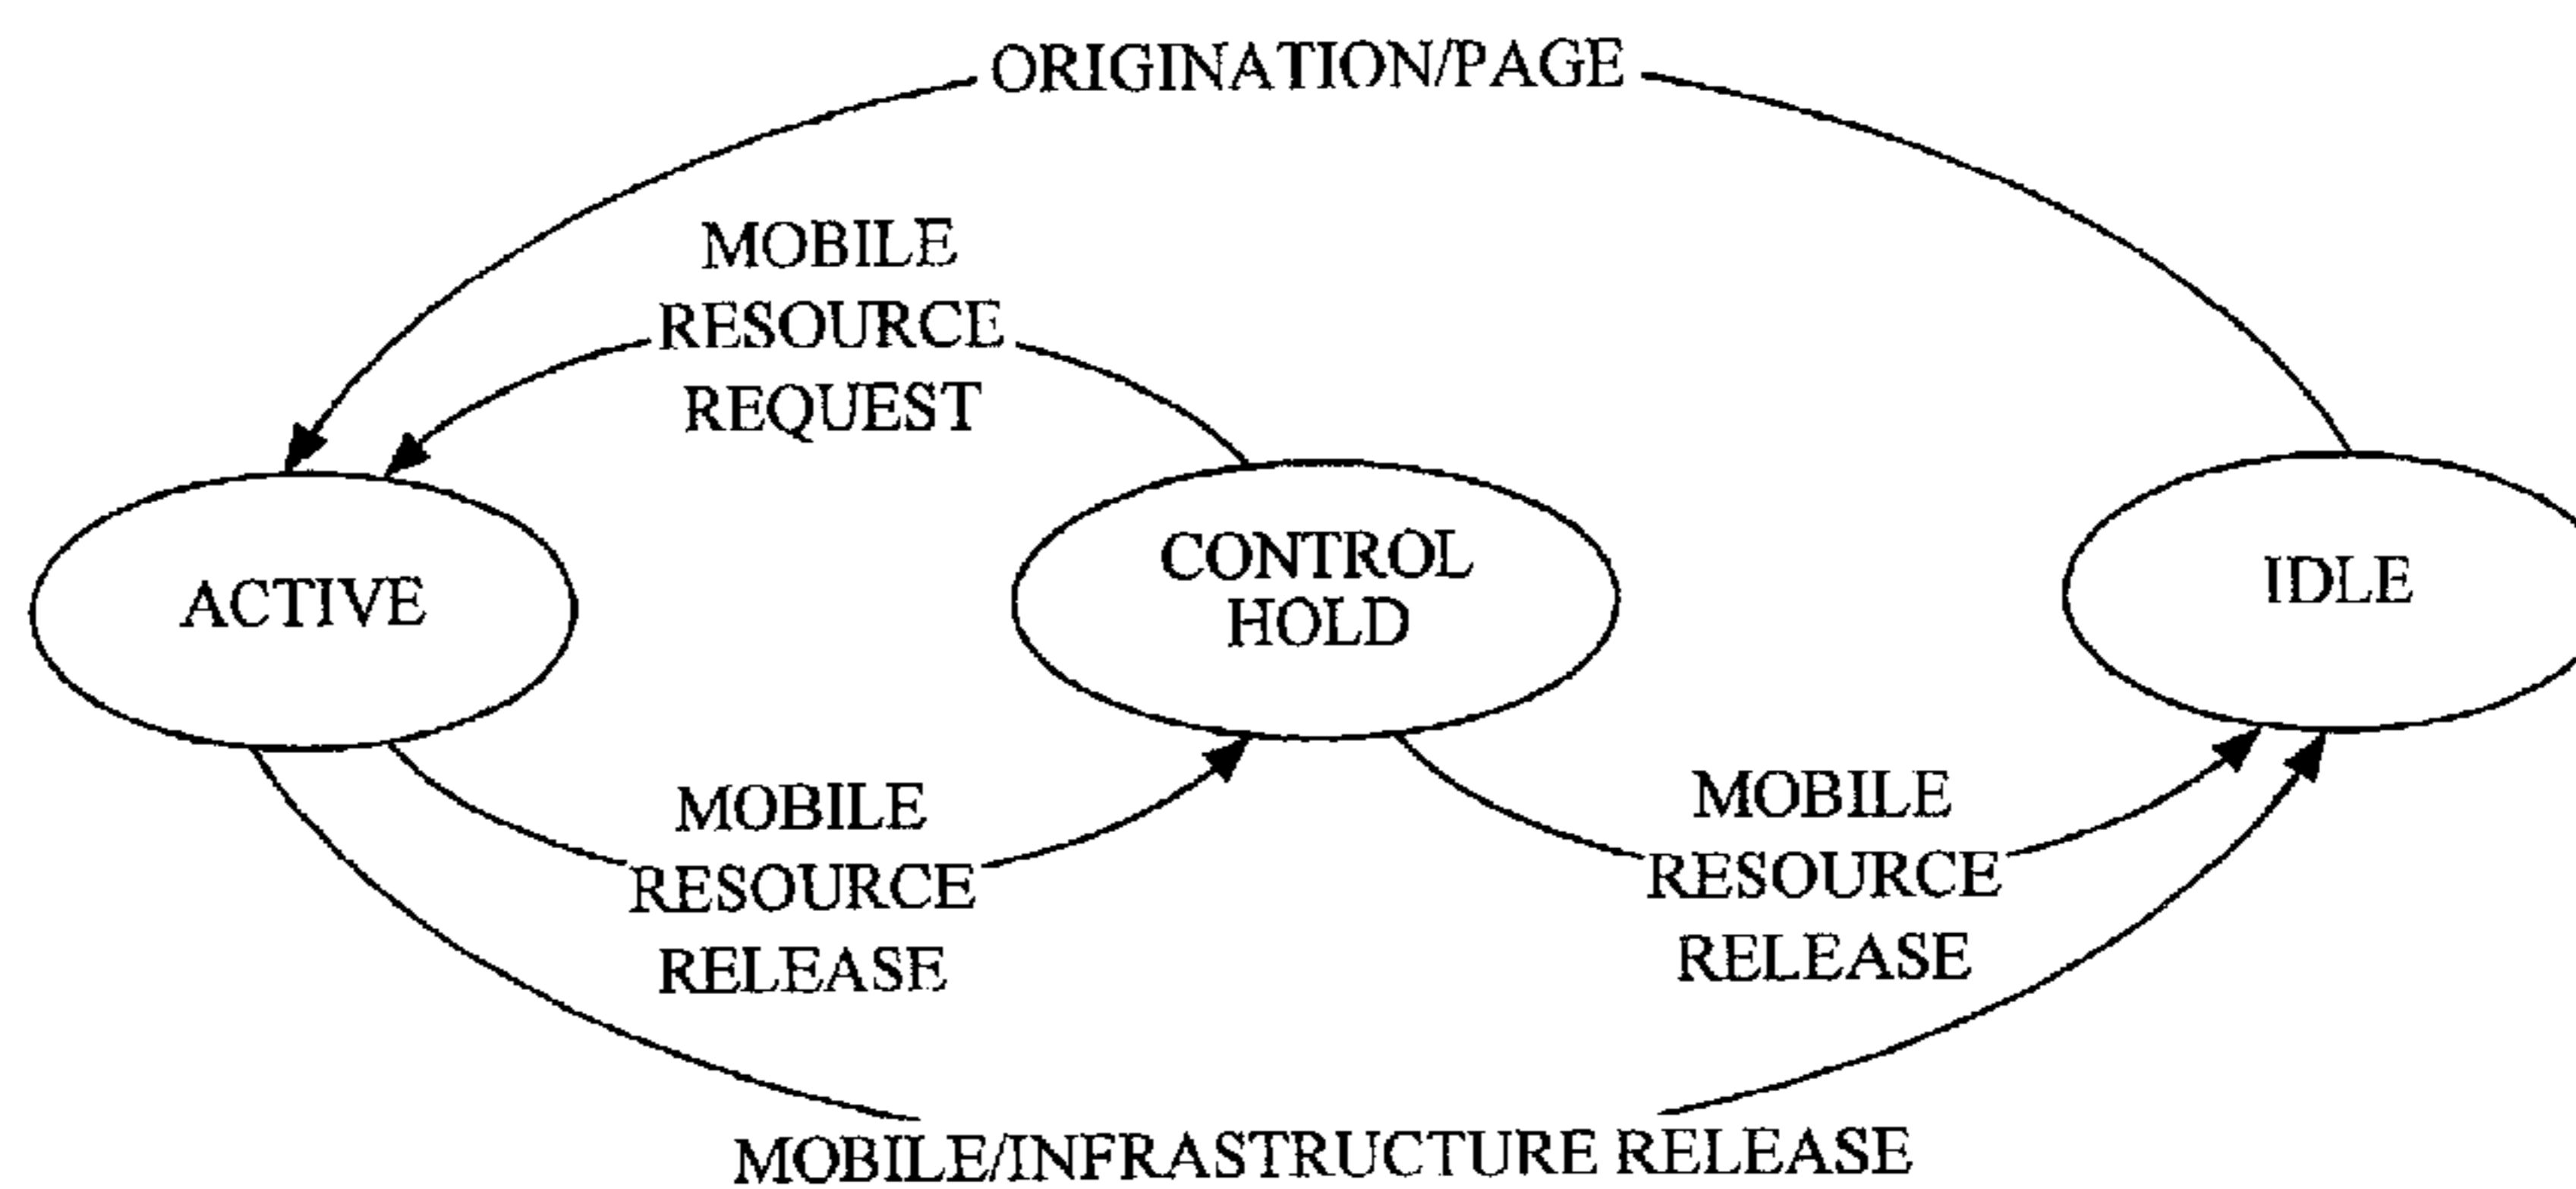 ORIGINATION/PAGE
MOBILE
RESOURCE
REQUEST
ACTIVE
CONTROL
HOLD
IDLE
MOBILE
RESOURCE
RELEASE
MOBILE
RESOURCE
RELEASE
MOBILE/INFRASTRUCTURE RELEASE